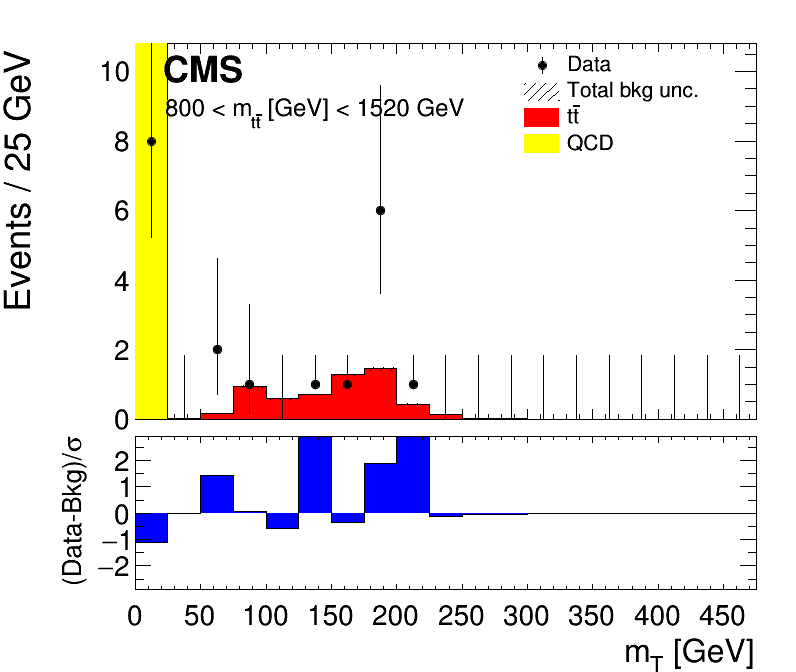 CMS
800 < m_tt̄ [GeV] < 1520 GeV
Data
Total bkg unc.
tt̄
QCD
Events / 25 GeV
10
8
6
4
2
0
(Data-Bkg)/σ
2
1
0
−1
−2
0 50 100 150 200 250 300 350 400 450
m_T [GeV]